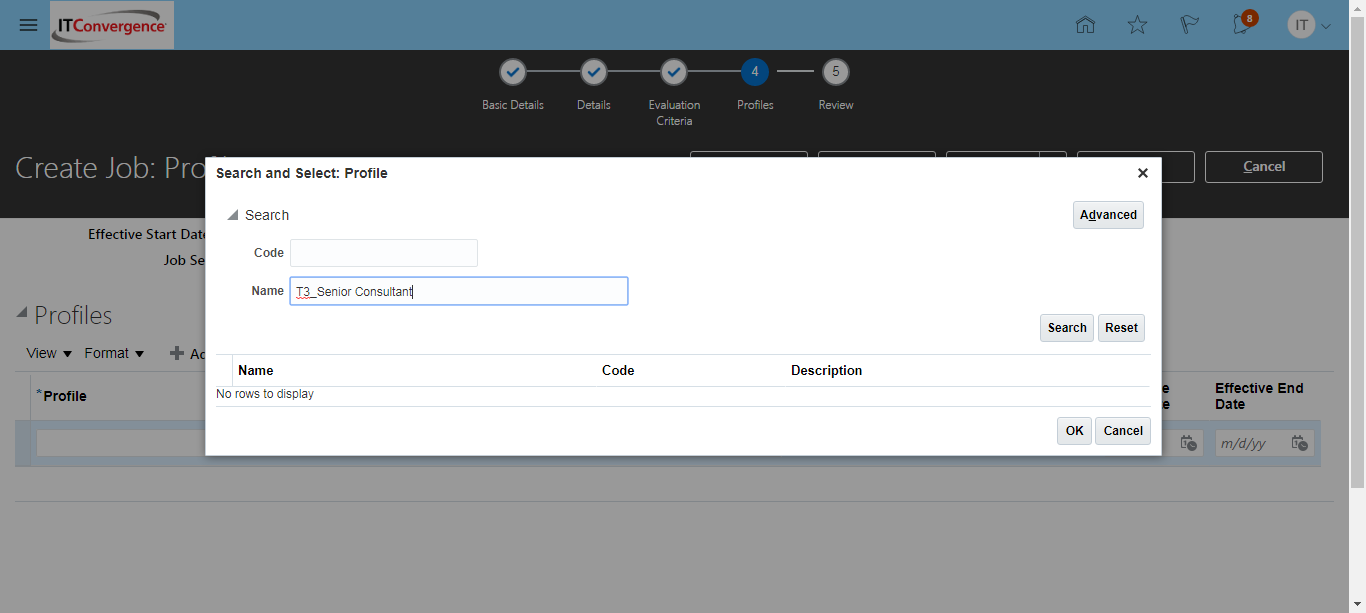 ITConvergence
8
IT
4
5
Basic Details
Details
Evaluation
Criteria
Profiles
Review
Create Job: Pro
Cancel
Search and Select: Profile
Search
Advanced
Effective Start Date
Code
Job Se
Name T3_Senior Consultant
Profiles
Search Reset
View Format Ad
Name Code Description
No rows to display
*Profile
e
e
Effective End
Date
OK Cancel
m/d/yy